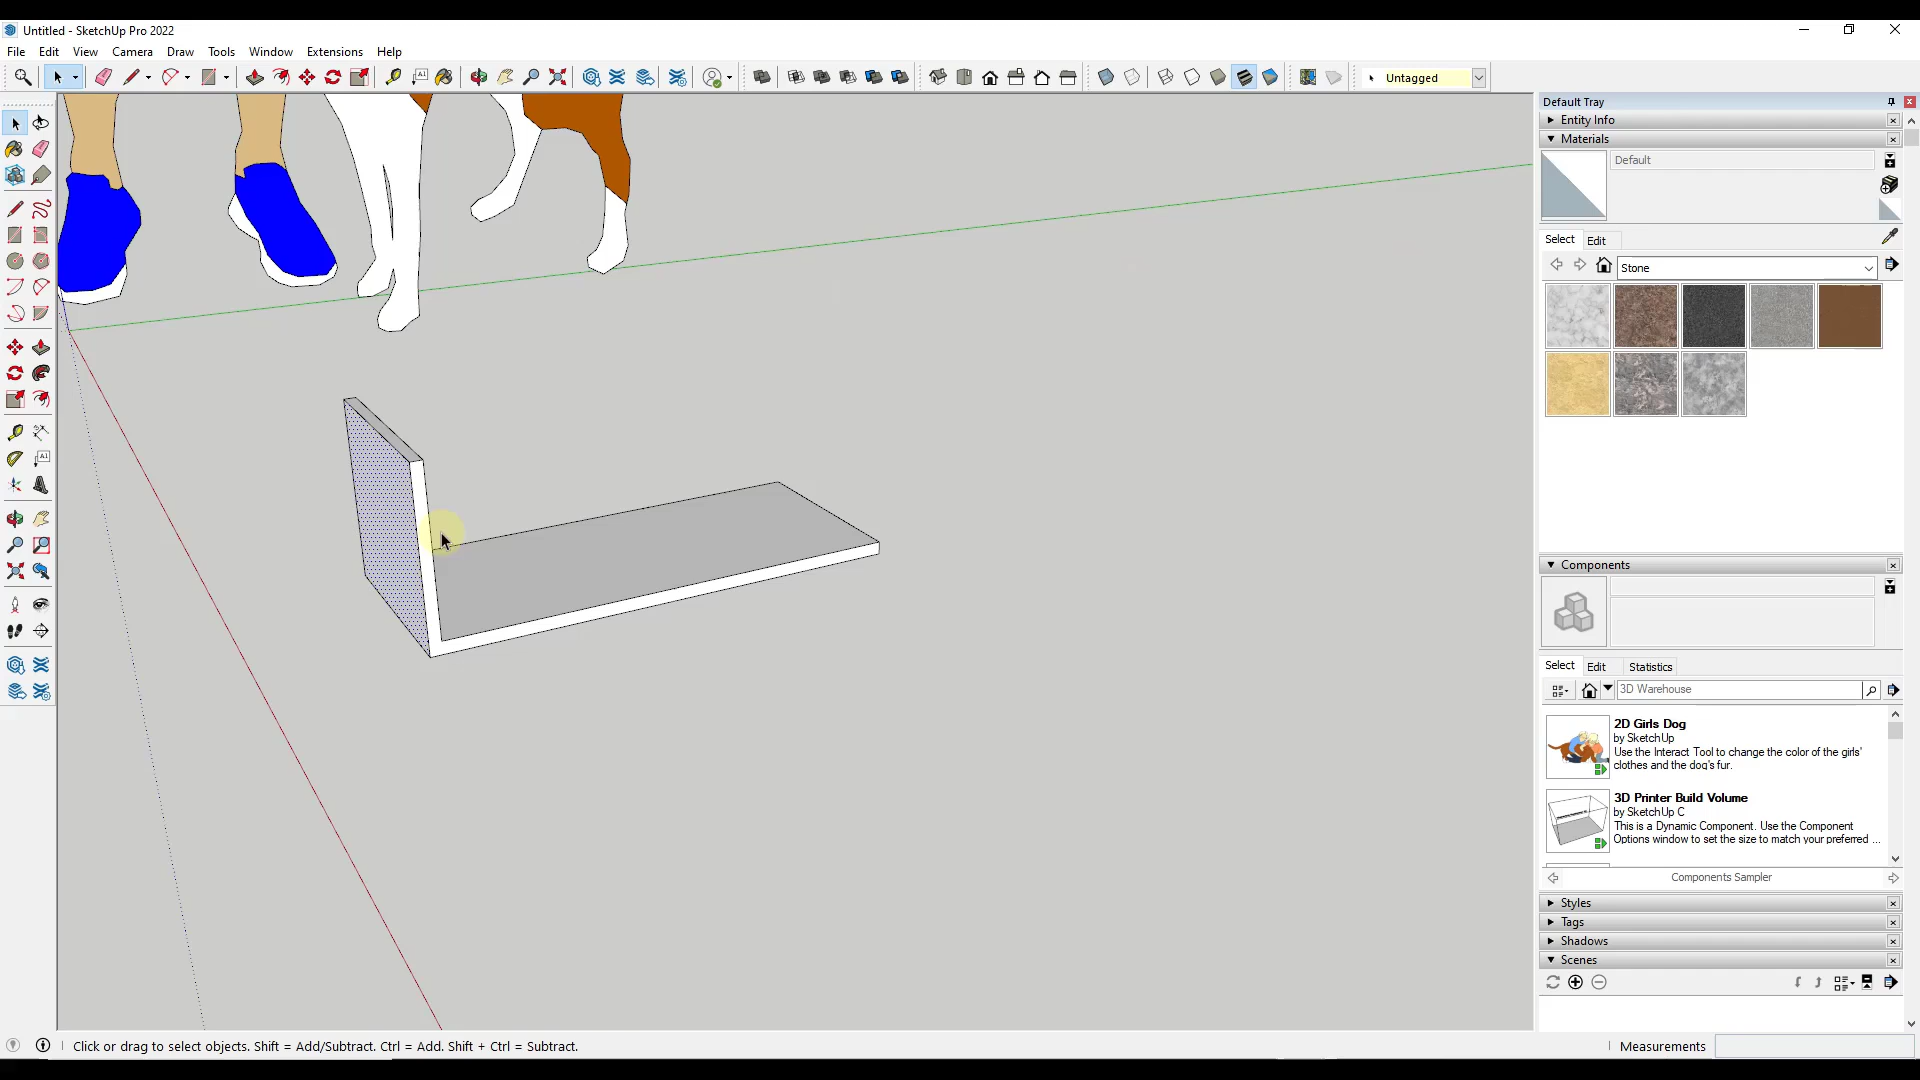 Untitled - SketchUp Pro 2022
File Edit View Camera Draw Tools Window Extensions Help
Untagged
Default Tray
Entity Info
Materials
Default
Select Edit
Stone
Components
Select Edit Statistics
3D Warehouse
2D Girls Dog
by SketchUp
Use the Interact Tool to change the color of the girls'
clothes and the dog's fur.
3D Printer Build Volume
by SketchUp C
This is a Dynamic Component. Use the Component
Options window to set the size to match your preferred ...
Components Sampler
Styles
Tags
Shadows
Scenes
Click or drag to select objects. Shift = Add/Subtract. Ctrl = Add. Shift + Ctrl = Subtract.
Measurements